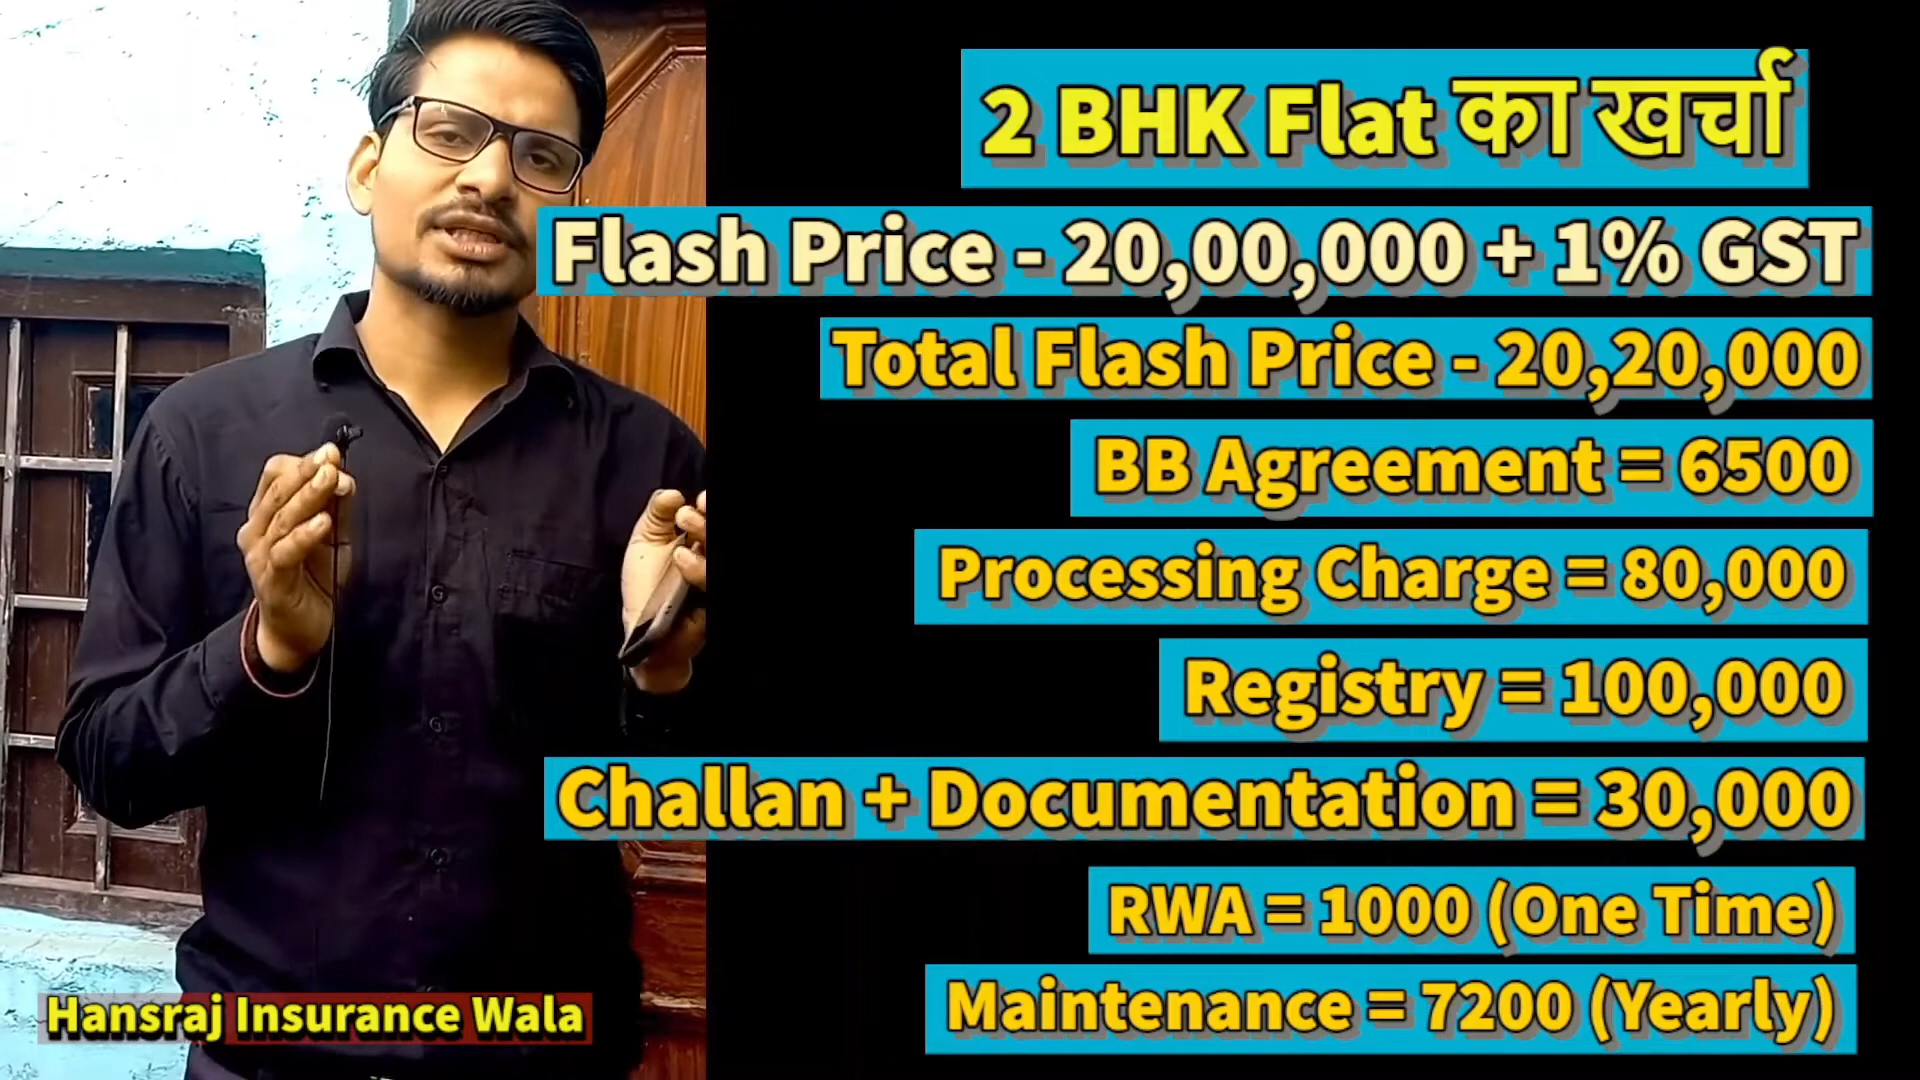 2 BHK Flat का खर्चा
Flash Price - 20,00,000 + 1% GST
Total Flash Price - 20,20,000
BB Agreement = 6500
Processing Charge = 80,000
Registry = 100,000
Challan + Documentation = 30,000
RWA = 1000 (One Time)
Maintenance = 7200 (Yearly)
Hansraj Insurance Wala